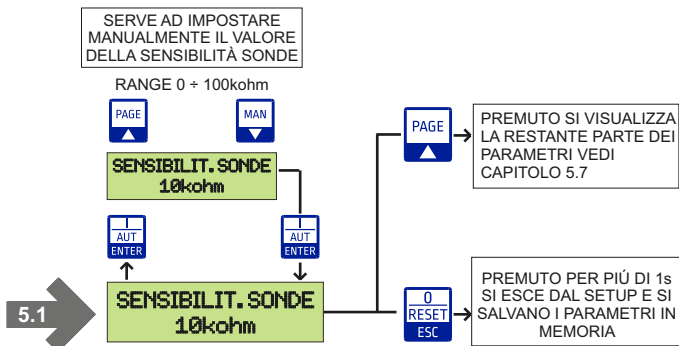 SERVE AD IMPOSTARE
MANUALMENTE IL VALORE
DELLA SENSIBILITÀ SONDE
RANGE 0 ÷ 100kohm
PAGE
MAN
SENSIBILIT.SONDE
10kohm
I
AUT
ENTER
I
AUT
ENTER
5.1
SENSIBILIT.SONDE
10kohm
PAGE
PREMUTO SI VISUALIZZA
LA RESTANTE PARTE DEI
PARAMETRI VEDI
CAPITOLO 5.7
0
RESET
ESC
PREMUTO PER PIÚ DI 1s
SI ESCE DAL SETUP E SI
SALVANO I PARAMETRI IN
MEMORIA